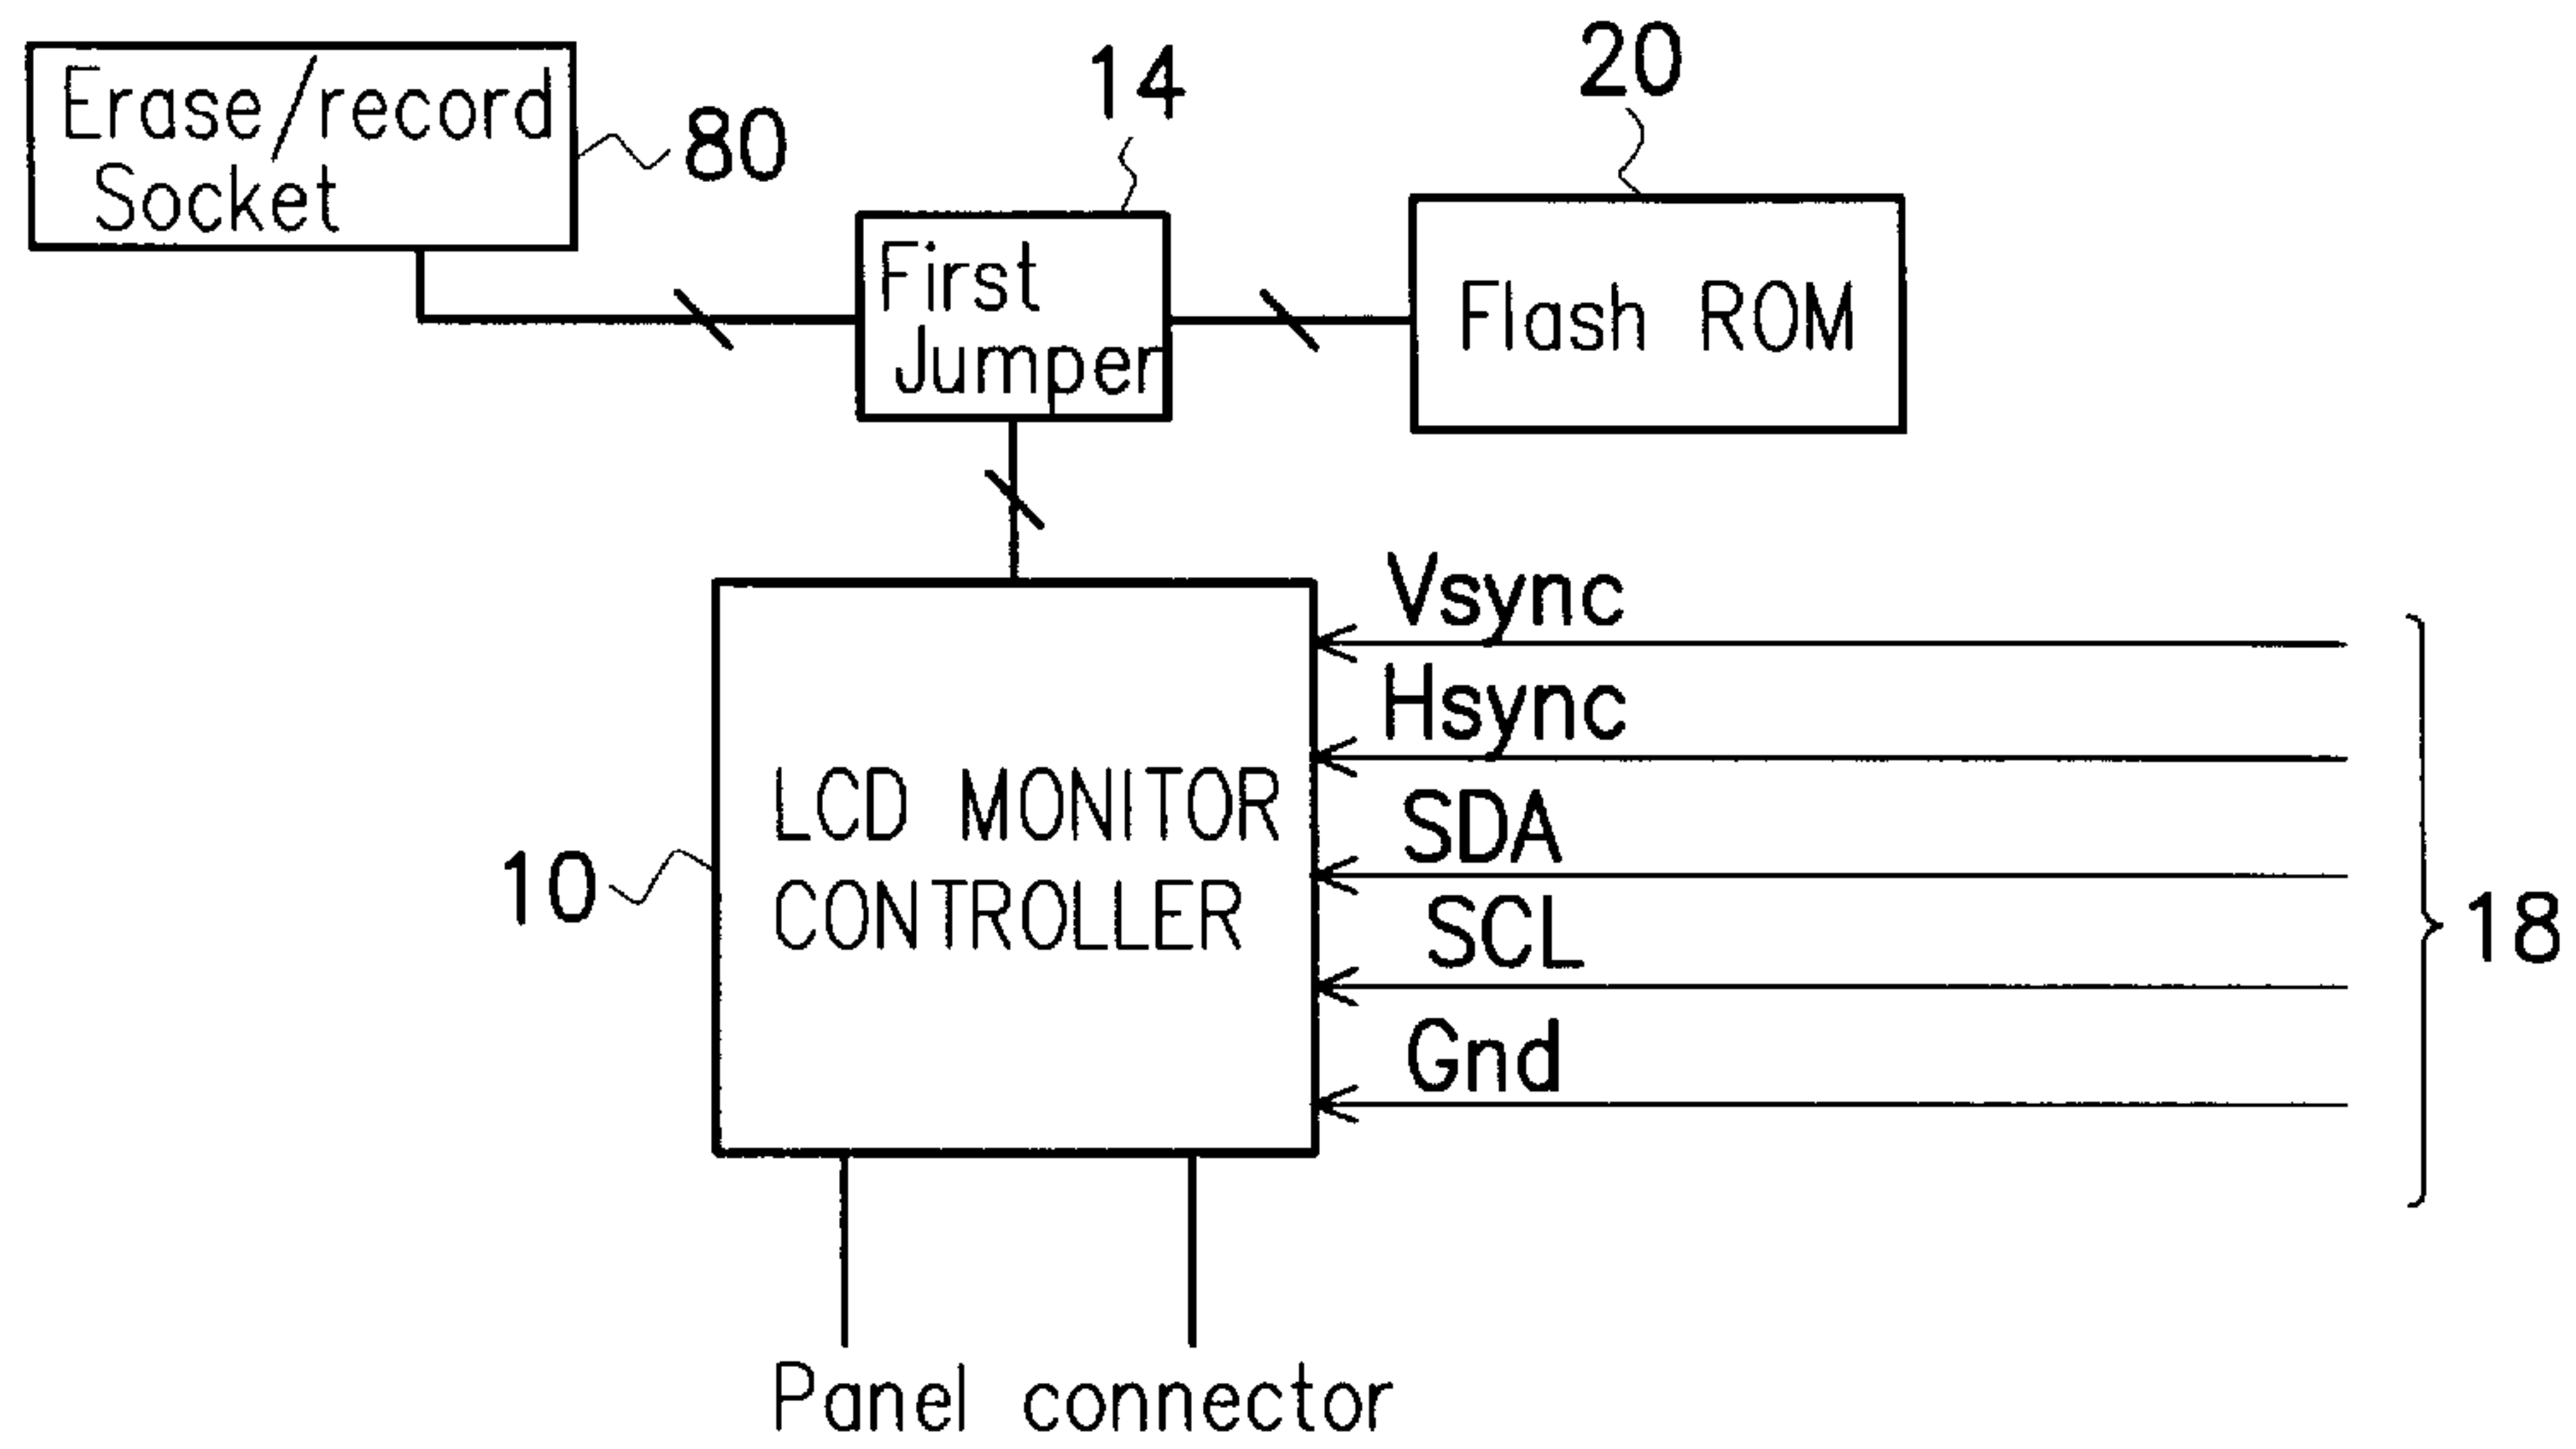 Erase/record
Socket
80
14
20
First
Jumper
Flash ROM
Vsync
Hsync
SDA
SCL
Gnd
LCD MONITOR
CONTROLLER
10
18
Panel connector